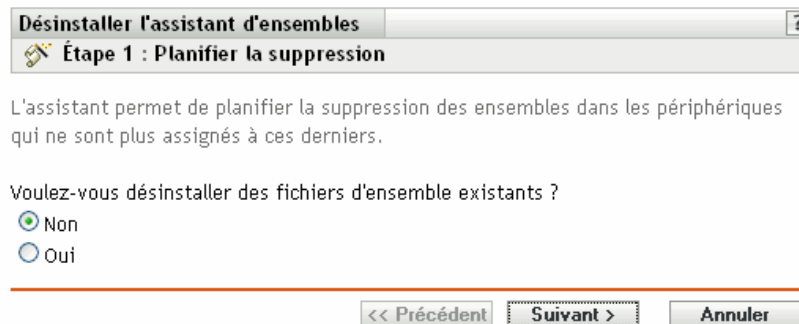 Désinstaller l'assistant d'ensembles
?
Étape 1 : Planifier la suppression
L'assistant permet de planifier la suppression des ensembles dans les périphériques
qui ne sont plus assignés à ces derniers.
Voulez-vous désinstaller des fichiers d'ensemble existants ?
Non
Oui
<< Précédent Suivant > Annuler